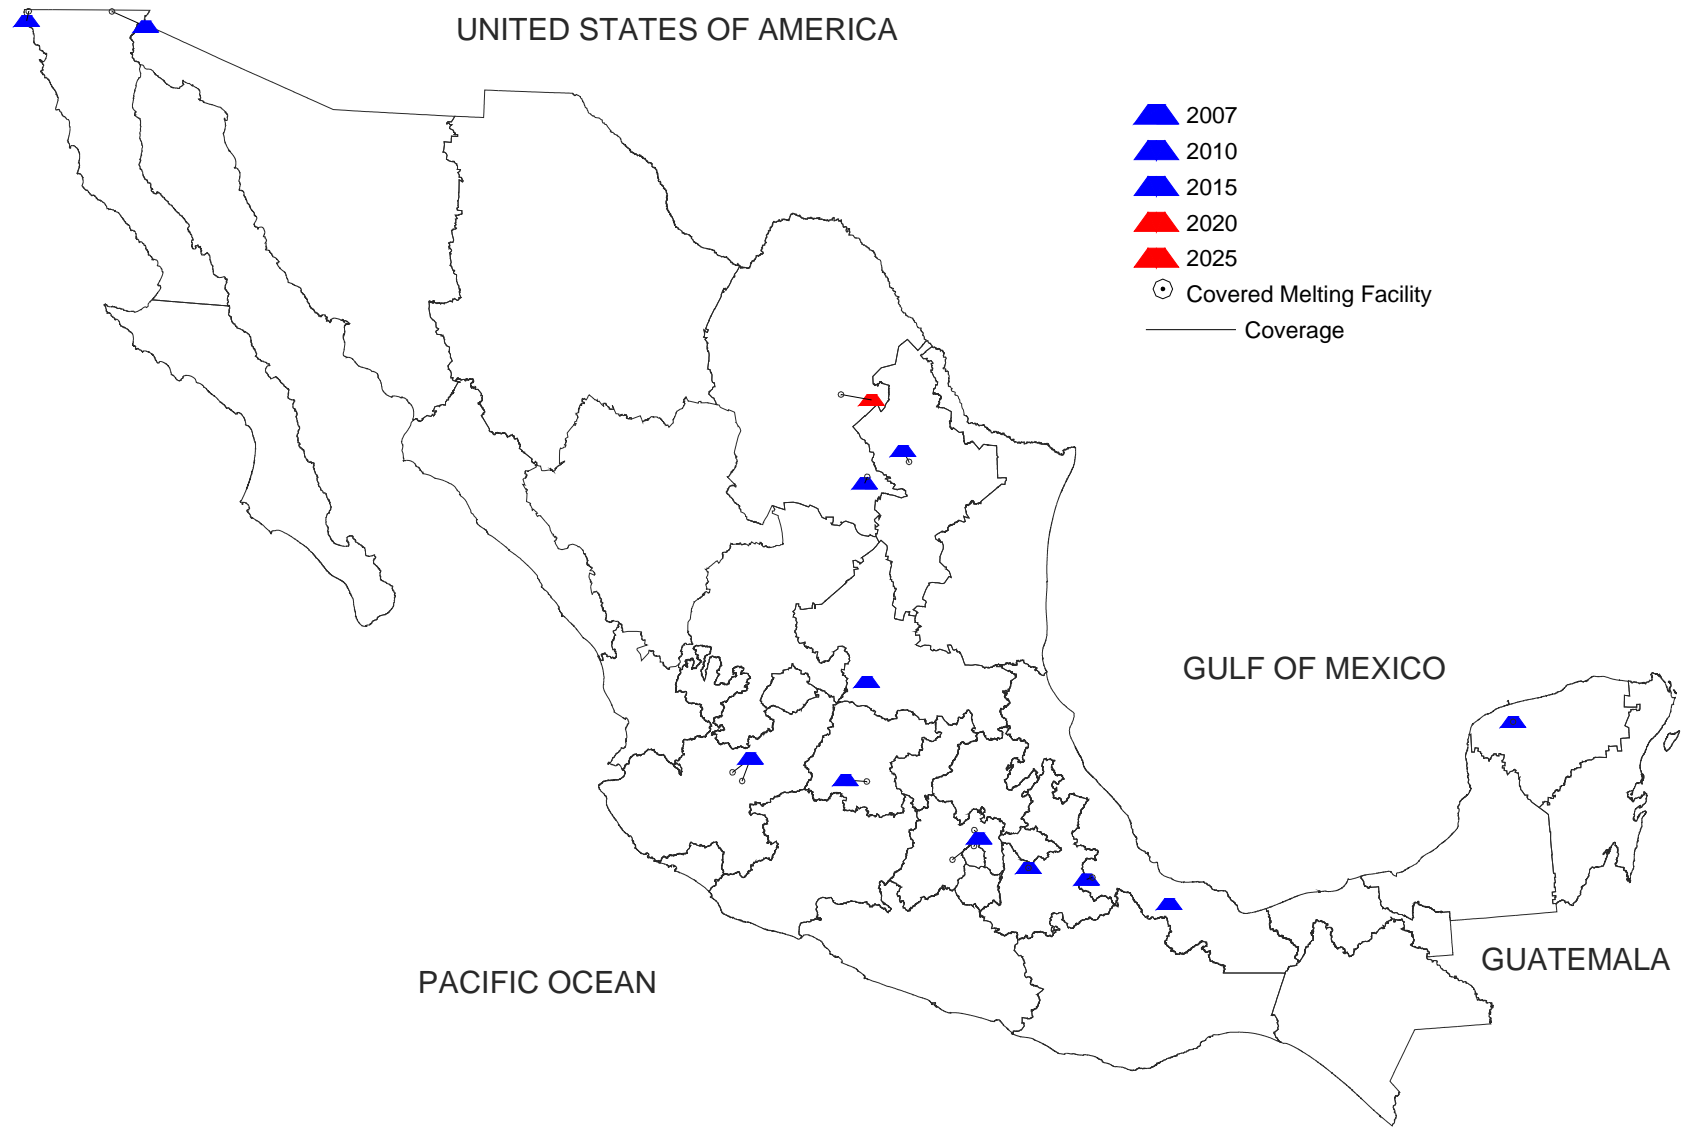 UNITED STATES OF AMERICA
2007
2010
2015
2020
2025
Covered Melting Facility
Coverage
GULF OF MEXICO
GUATEMALA
PACIFIC OCEAN